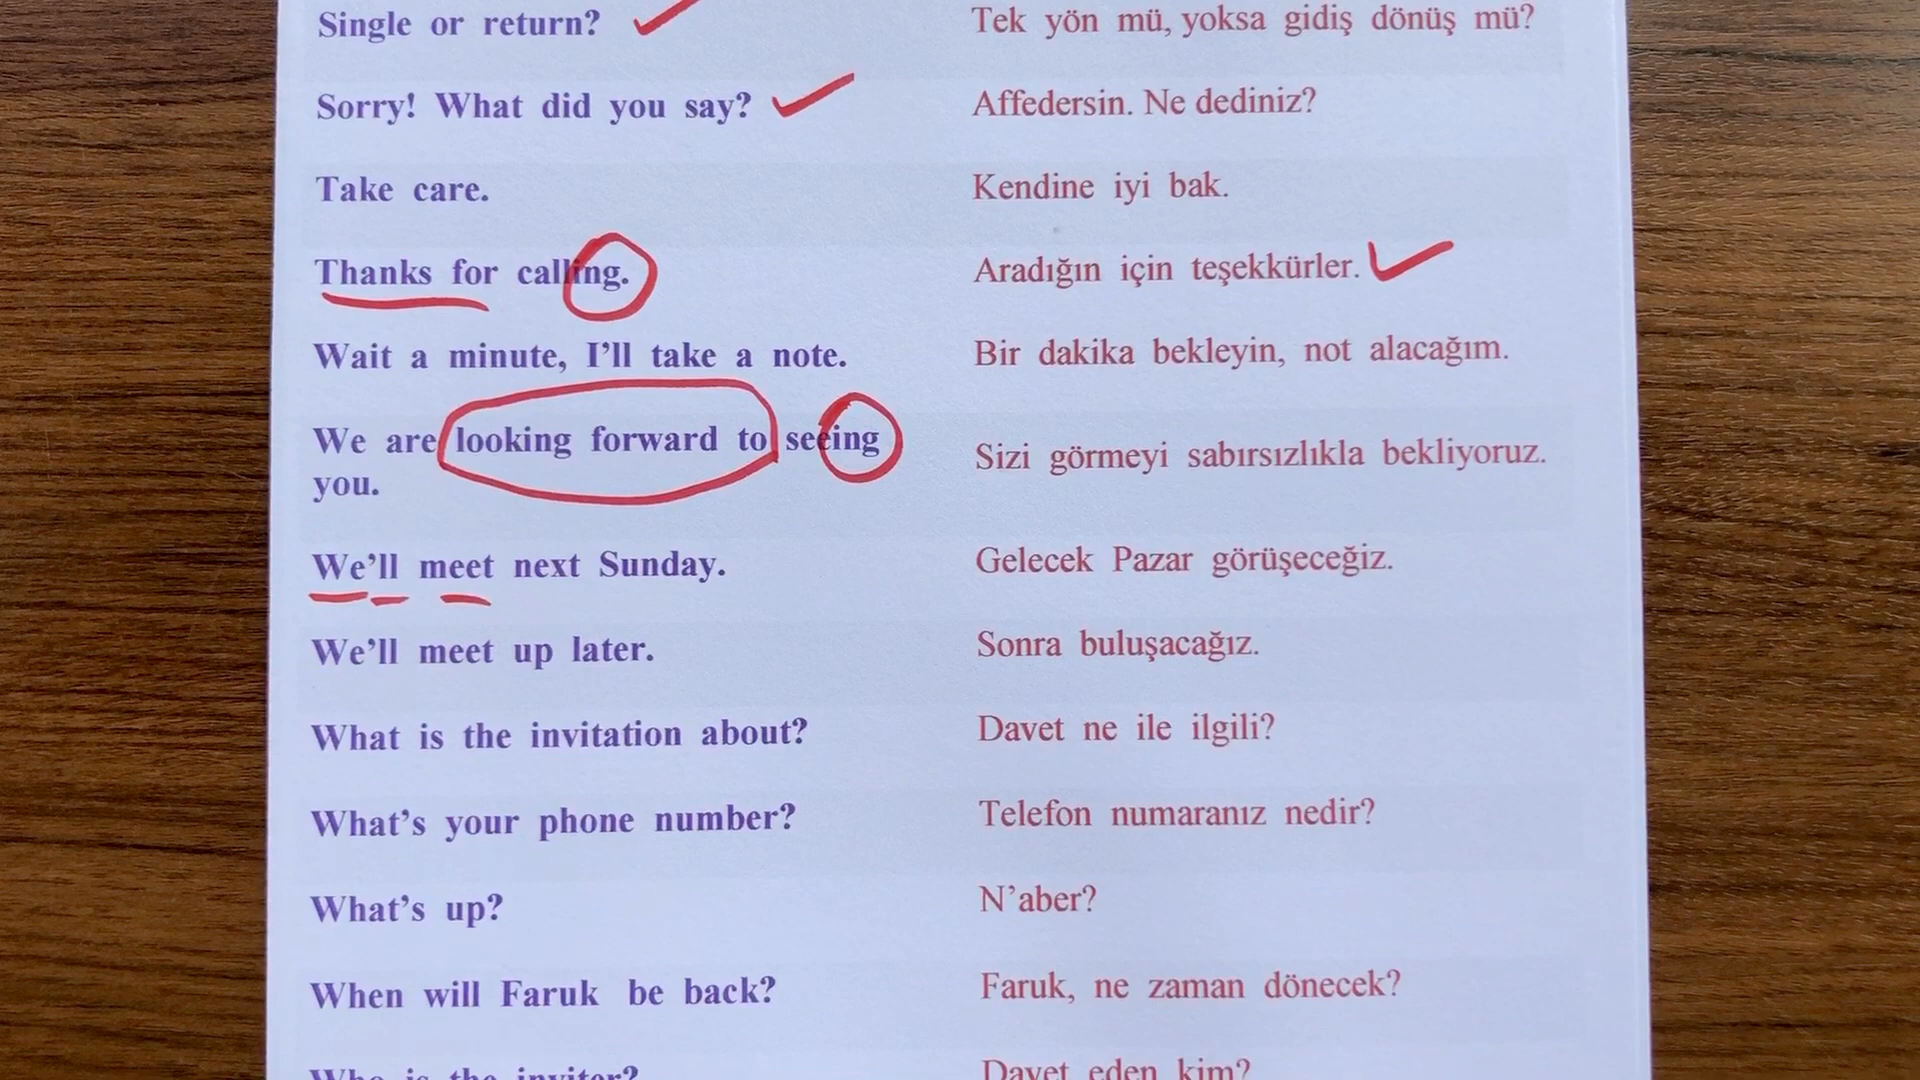 Single or return? Tek yön mü, yoksa gidiş dönüş mü?
Sorry! What did you say? Affedersin. Ne dediniz?
Take care. Kendine iyi bak.
Thanks for calling. Aradığın için teşekkürler.
Wait a minute, I'll take a note. Bir dakika bekleyin, not alacağım.
We are looking forward to seeing
you. Sizi görmeyi sabırsızlıkla bekliyoruz.
We'll meet next Sunday. Gelecek Pazar görüşeceğiz.
We'll meet up later. Sonra buluşacağız.
What is the invitation about? Davet ne ile ilgili?
What's your phone number? Telefon numaranız nedir?
What's up? N'aber?
When will Faruk be back? Faruk, ne zaman dönecek?
Who is the inviter? Davet eden kim?